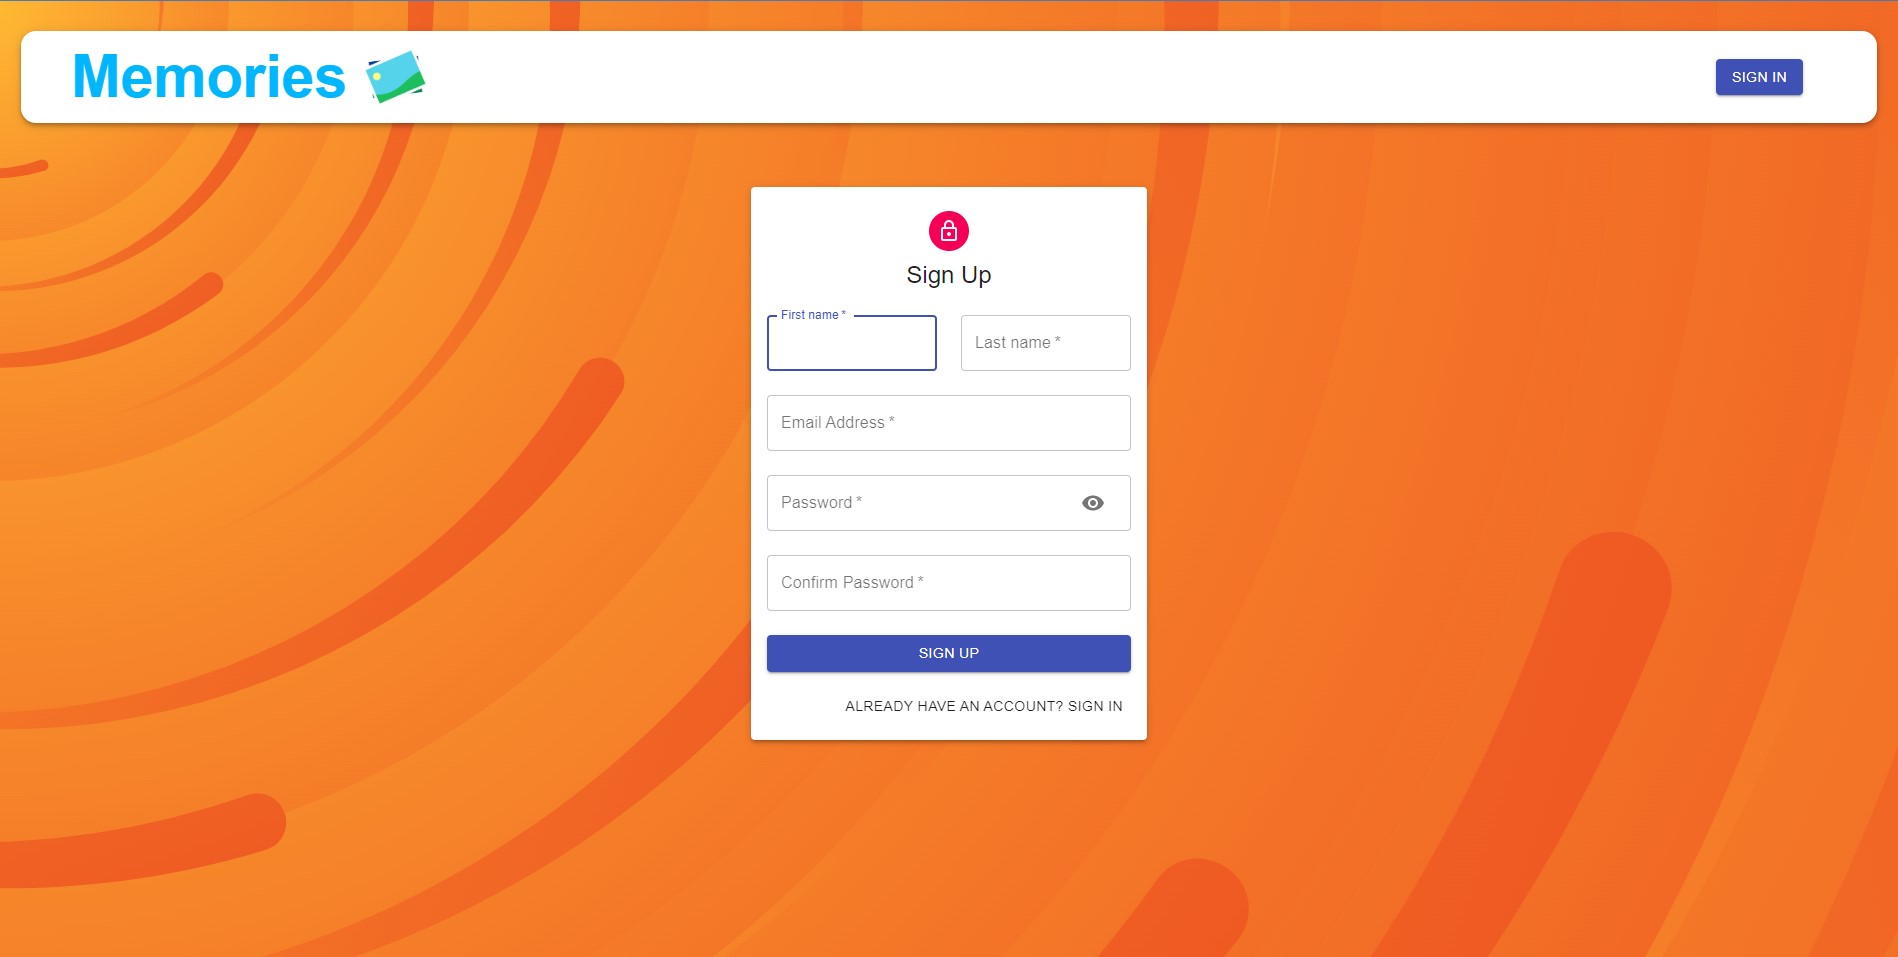 Memories
SIGN IN
Sign Up
First name *
Last name *
Email Address *
Password *
Confirm Password *
SIGN UP
ALREADY HAVE AN ACCOUNT? SIGN IN